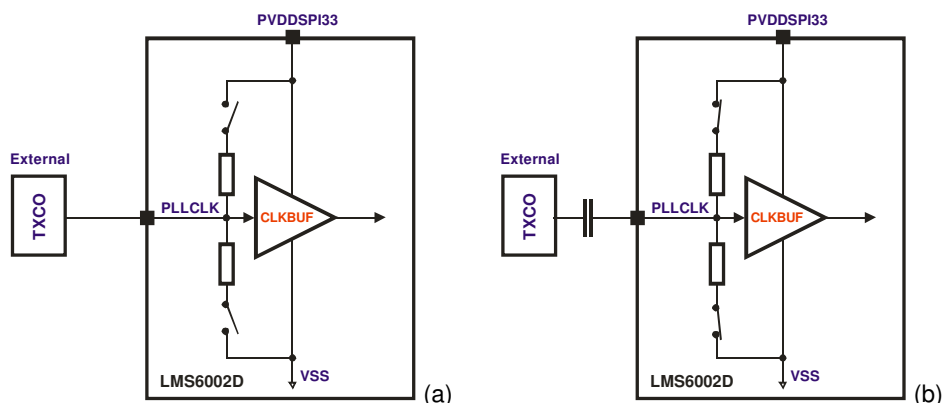 PVDDSPI33
External
TXCO
PLLCLK
CLKBUF
VSS
LMS6002D
(a)
PVDDSPI33
External
TXCO
PLLCLK
CLKBUF
VSS
LMS6002D
(b)